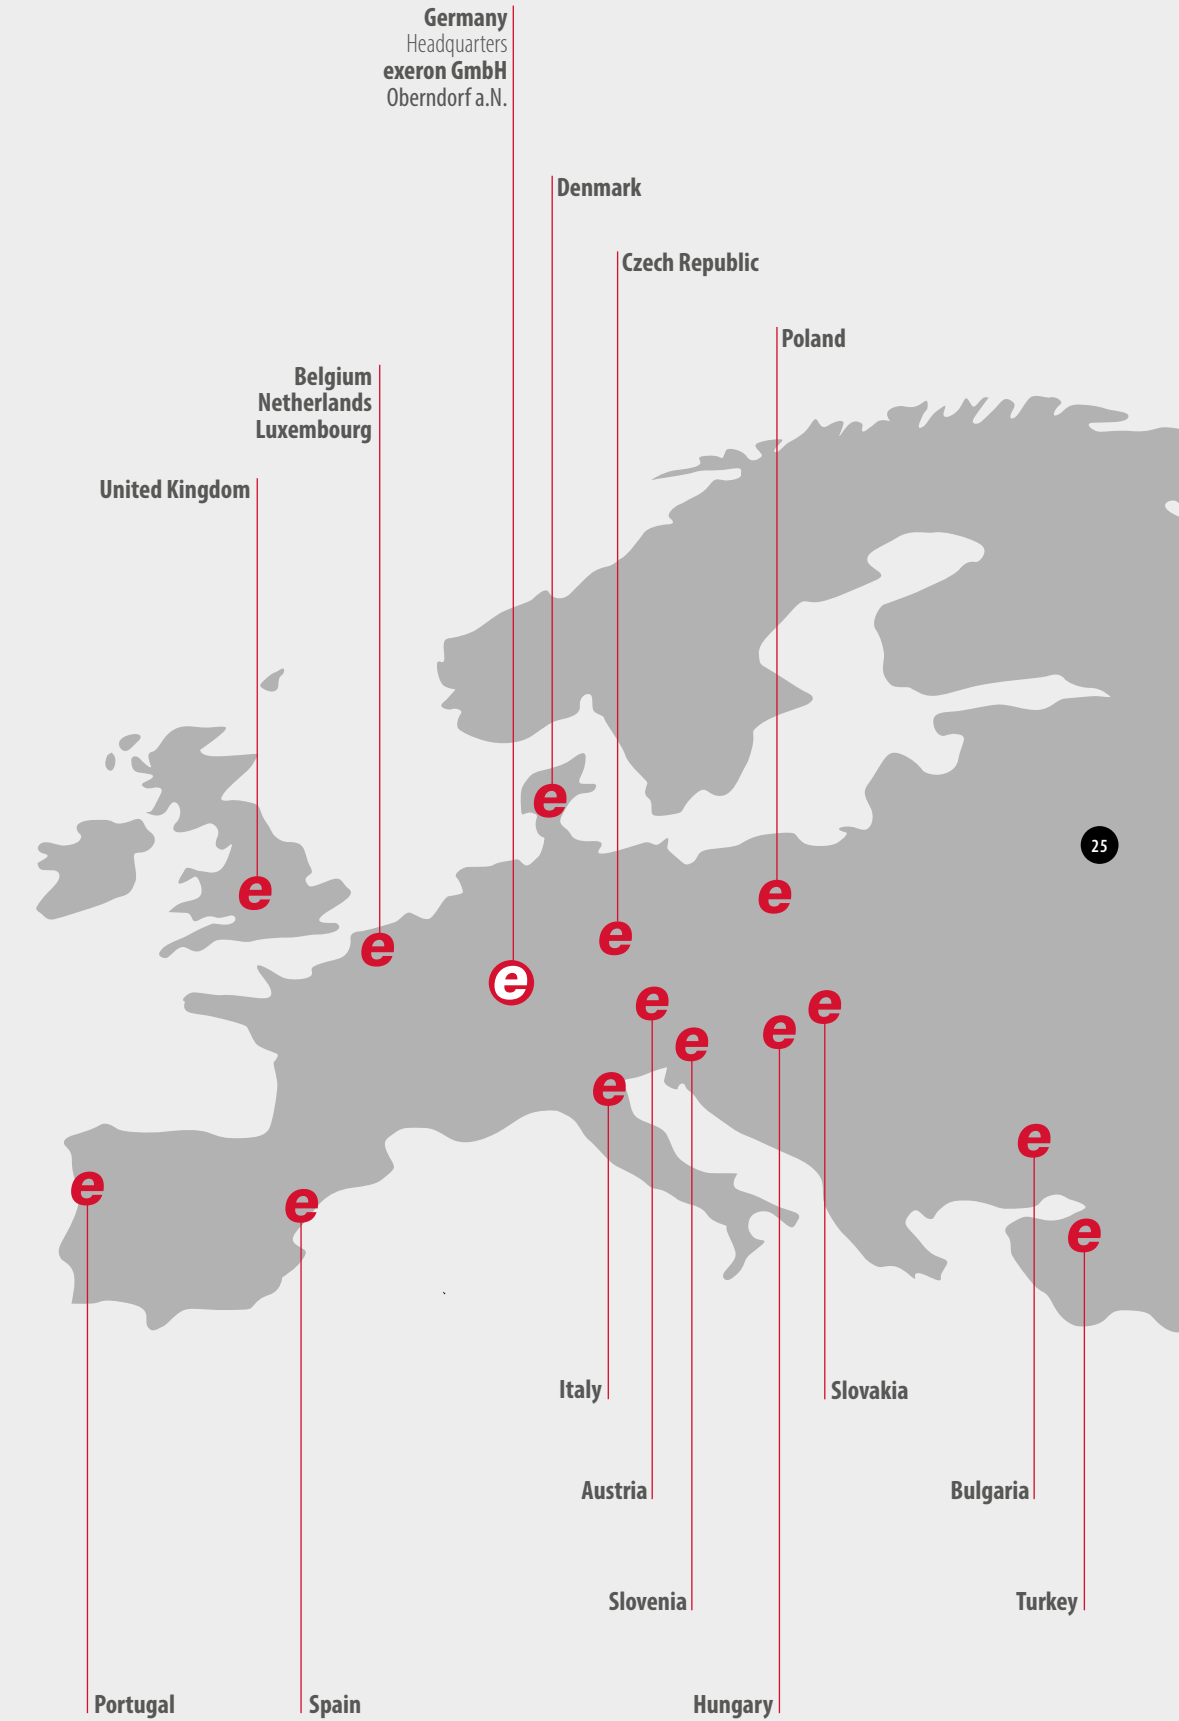 Germany
Headquarters
exeron GmbH
Oberndorf a.N.
Denmark
Czech Republic
Poland
Belgium
Netherlands
Luxembourg
United Kingdom
e
25
e
e
e
e
e
e
e
e
e
e
e
e
e
e
Italy
Slovakia
Austria
Bulgaria
Slovenia
Turkey
Portugal
Spain
Hungary